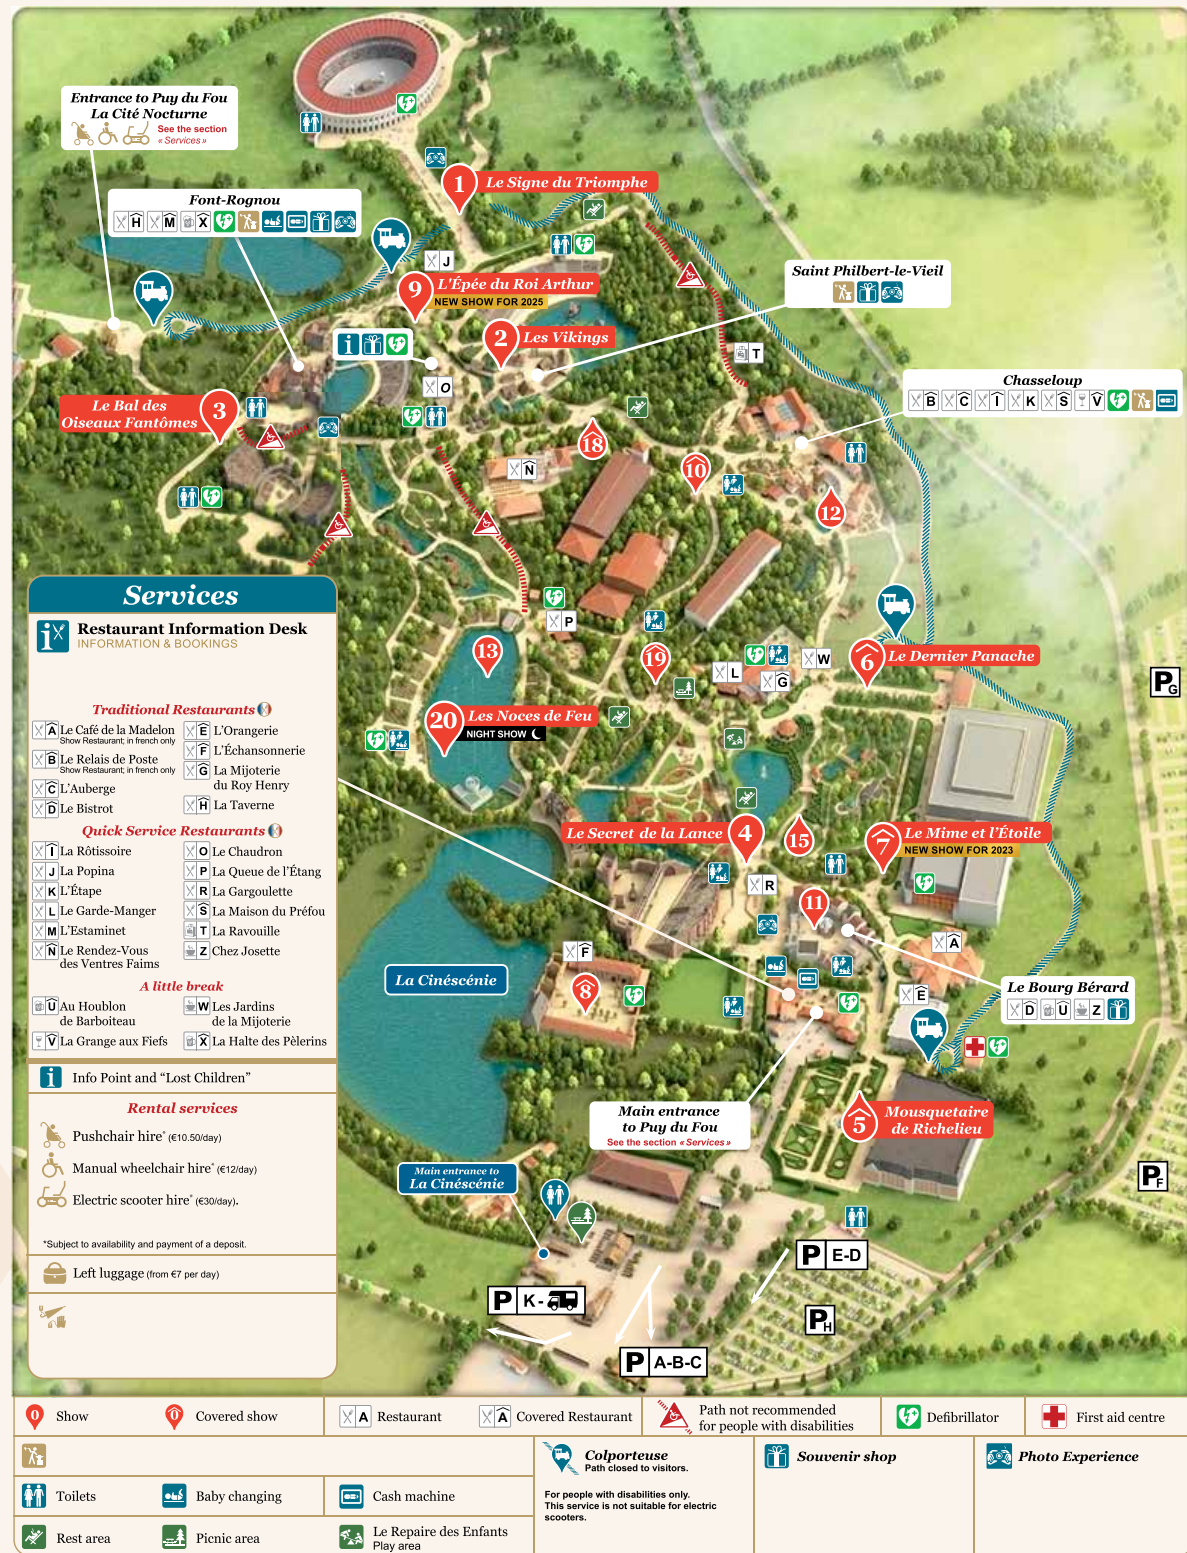 Entrance to Puy du Fou
La Cité Nocturne
See the section
« Services »
Font-Rognou
H M X
1 Le Signe du Triomphe
J
9 L'Épée du Roi Arthur
NEW SHOW FOR 2025
Saint Philbert-le-Vieil
2 Les Vikings
i
T
O
Chasseloup
B C I K S V
3 Le Bal des
Oiseaux Fantômes
18
N
10
12
P
13
19
L
W
G
6 Le Dernier Panache
PG
20 Les Noces de Feu
NIGHT SHOW
4 Le Secret de la Lance
15
7 Le Mime et l'Étoile
NEW SHOW FOR 2023
R
11
A
F
8
La Cinéscénie
E
Le Bourg Bérard
D U Z
Main entrance
to Puy du Fou
See the section « Services »
5 Mousquetaire
de Richelieu
PF
Main entrance to
La Cinéscénie
P E-D
P K -
PH
P A-B-C
Services
Restaurant Information Desk
INFORMATION & BOOKINGS
Traditional Restaurants
A Le Café de la Madelon
Show Restaurant; in french only
B Le Relais de Poste
Show Restaurant; in french only
C L'Auberge
D Le Bistrot
E L'Orangerie
F L'Échansonnerie
G La Mijoterie
du Roy Henry
H La Taverne
Quick Service Restaurants
I La Rôtissoire
J La Popina
K L'Étape
L Le Garde-Manger
M L'Estaminet
N Le Rendez-Vous
des Ventres Faims
O Le Chaudron
P La Queue de l'Étang
R La Gargoulette
S La Maison du Préfou
T La Ravouille
Z Chez Josette
A little break
U Au Houblon
de Barboiteau
V La Grange aux Fiefs
W Les Jardins
de la Mijoterie
X La Halte des Pèlerins
i Info Point and “Lost Children”
Rental services
Pushchair hire* (€10.50/day)
Manual wheelchair hire* (€12/day)
Electric scooter hire* (€30/day).
*Subject to availability and payment of a deposit.
Left luggage (from €7 per day)
0 Show
0 Covered show
A Restaurant
A Covered Restaurant
Path not recommended
for people with disabilities
Defibrillator
First aid centre
Toilets
Baby changing
Cash machine
Rest area
Picnic area
Le Repaire des Enfants
Play area
Colporteuse
Path closed to visitors.
For people with disabilities only.
This service is not suitable for electric
scooters.
Souvenir shop
Photo Experience